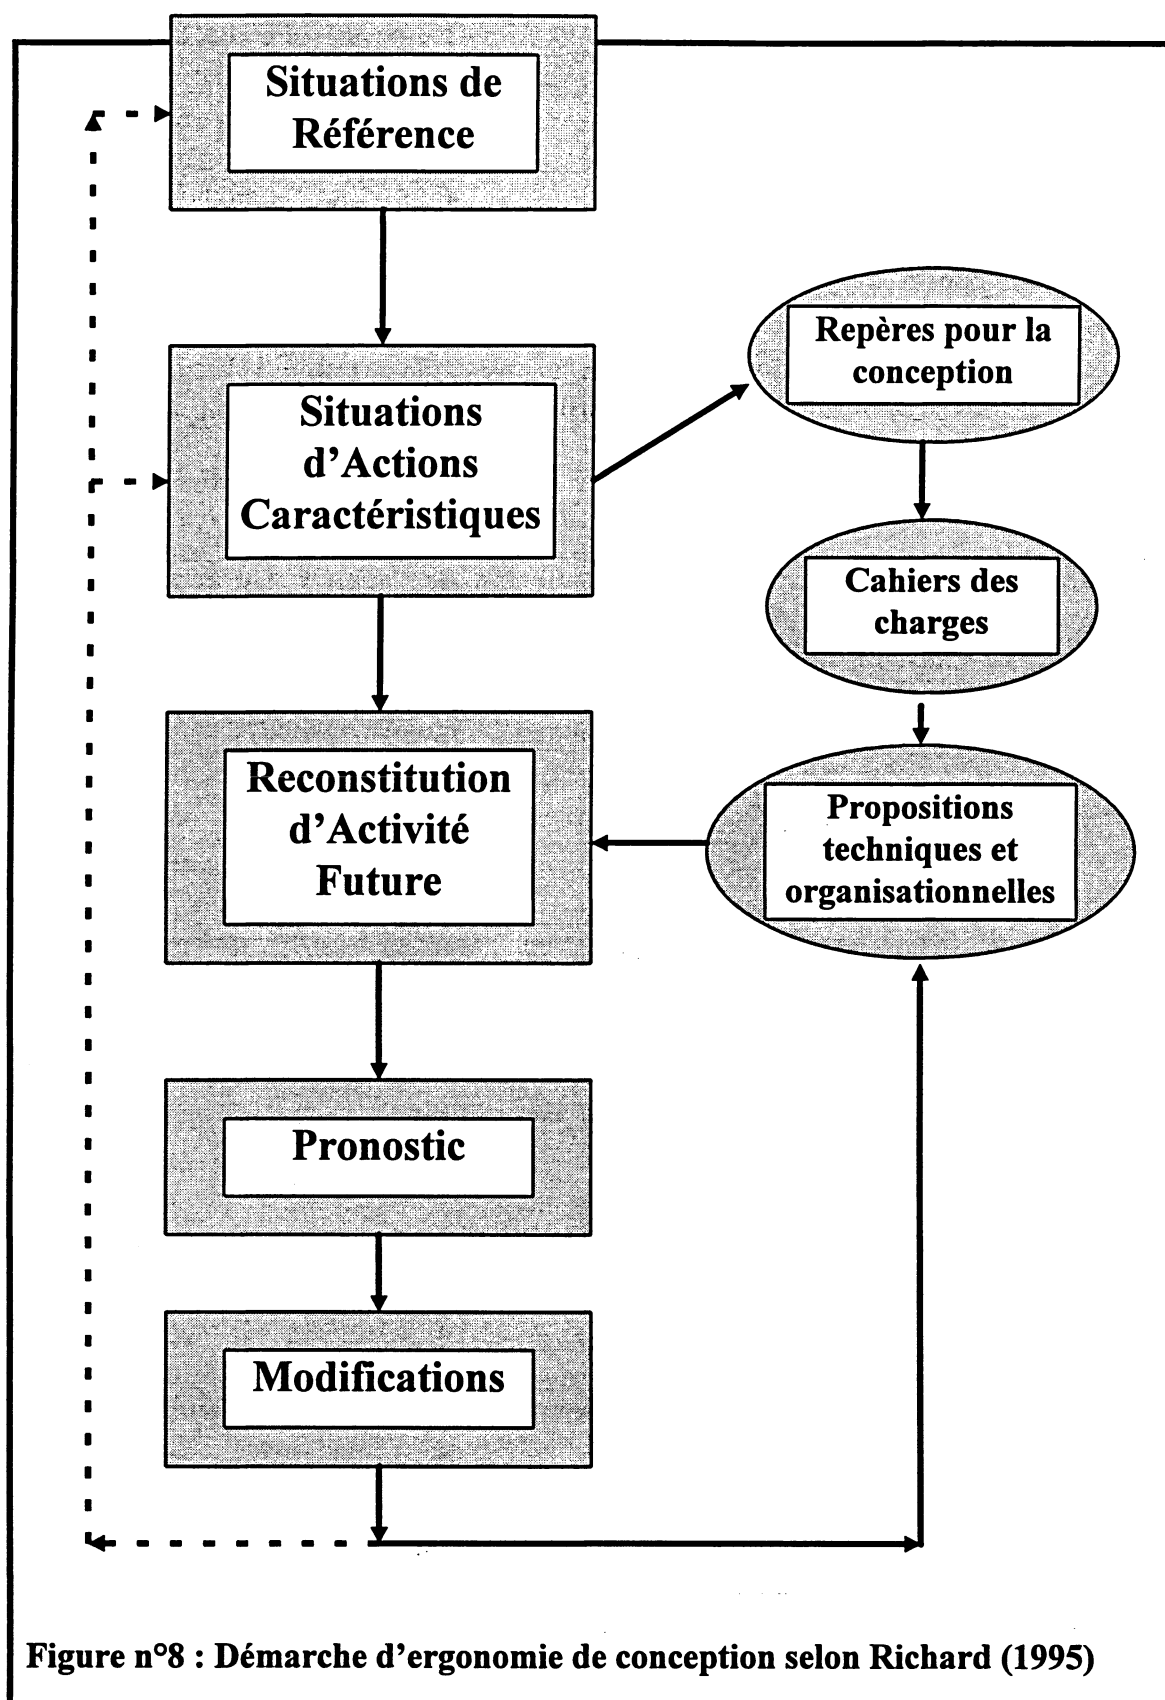 Situations de
Référence
Situations
d'Actions
Caractéristiques
Repères pour la
conception
Cahiers des
charges
Reconstitution
d'Activité
Future
Propositions
techniques et
organisationnelles
Pronostic
Modifications
Figure n°8 : Démarche d'ergonomie de conception selon Richard (1995)